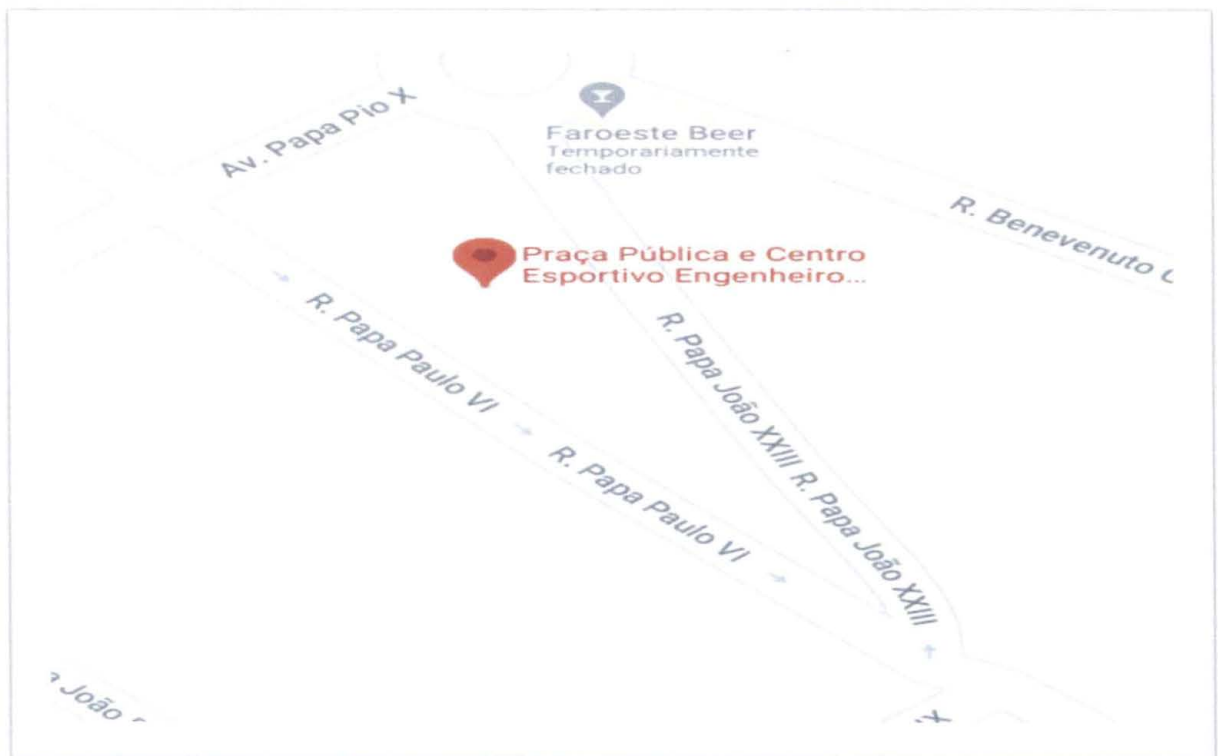 Av. Papa Pio X
Faroeste Beer
Temporariamente
fechado
R. Benevenuto
Praça Pública e Centro
Esportivo Engenheiro...
R. Papa Paulo VI
R. Papa João XXIII
R. Papa João XXIII
R. Papa Paulo VI
João